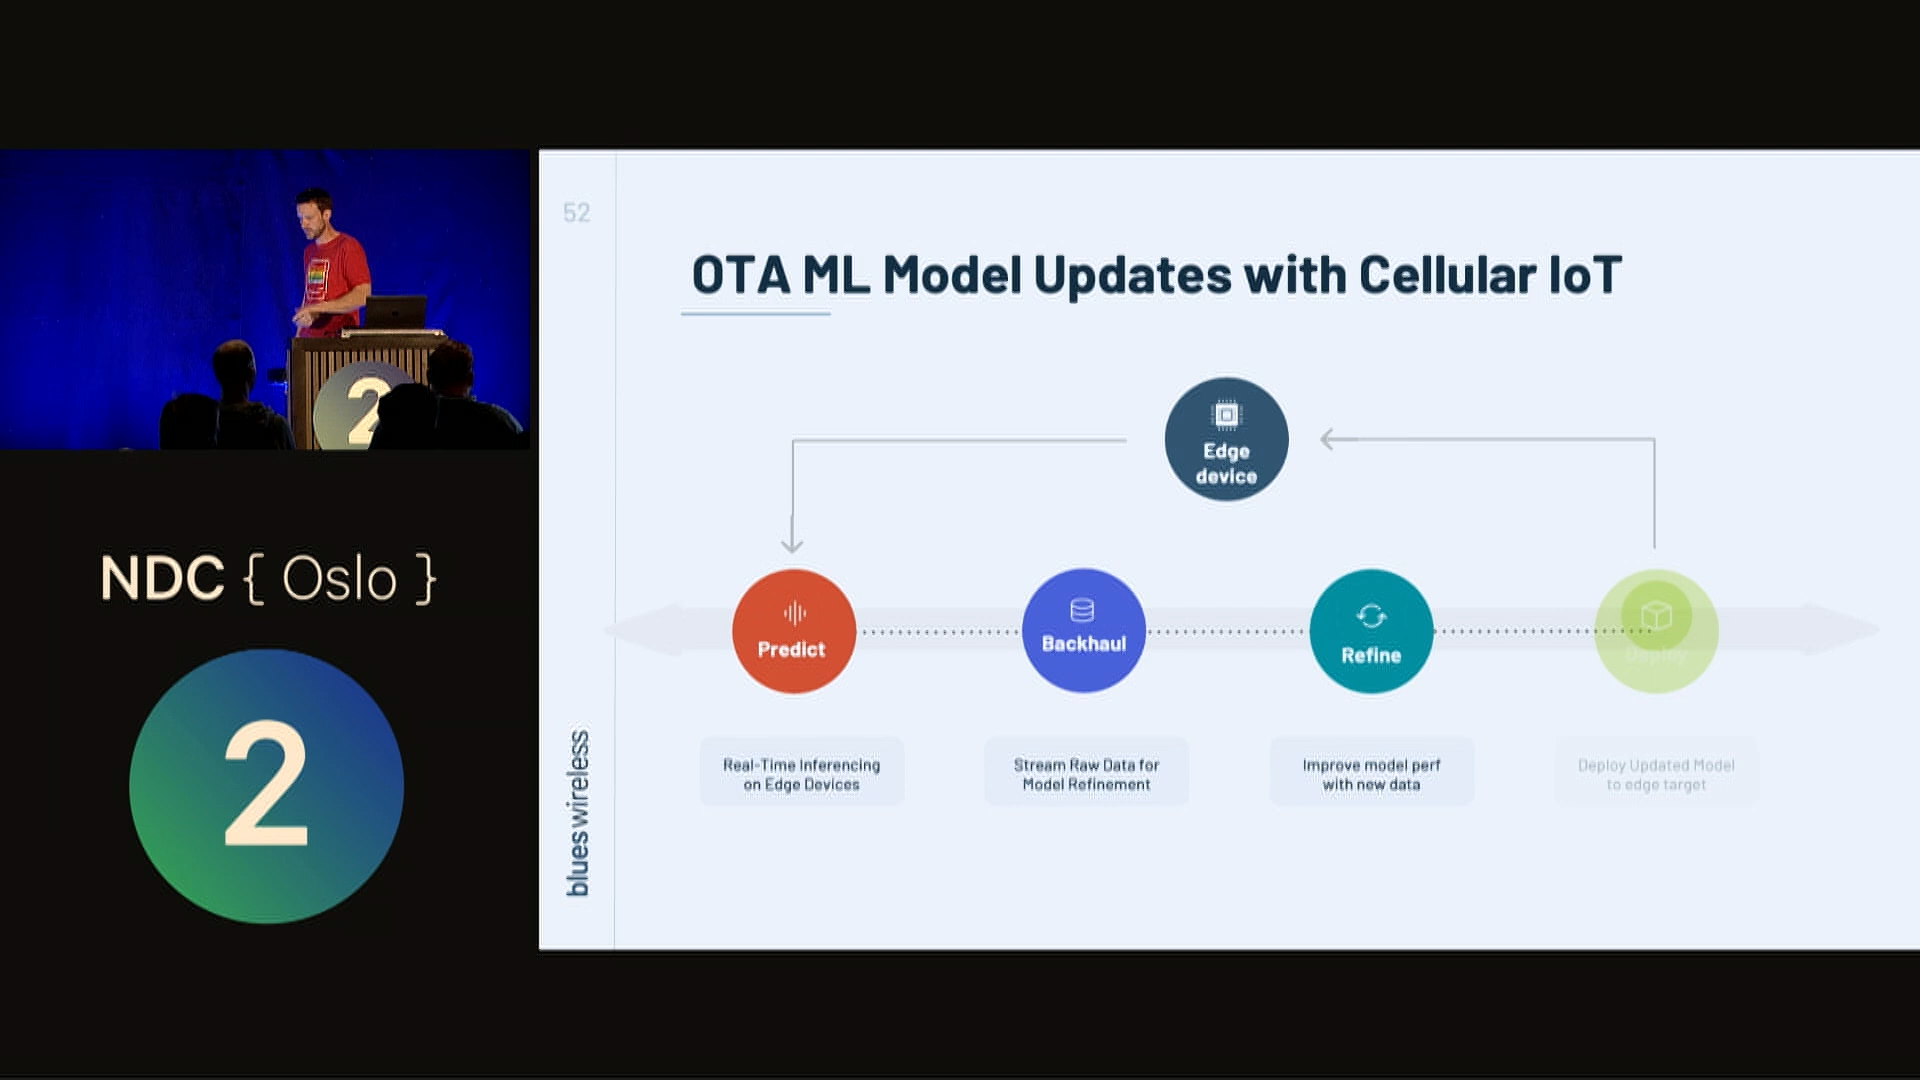 52
OTA ML Model Updates with Cellular IoT
Edge
device
Predict
Backhaul
Refine
Deploy
Real-Time Inferencing
on Edge Devices
Stream Raw Data for
Model Refinement
Improve model perf
with new data
Deploy Updated Model
to edge target
blues wireless
2
NDC { Oslo }
2